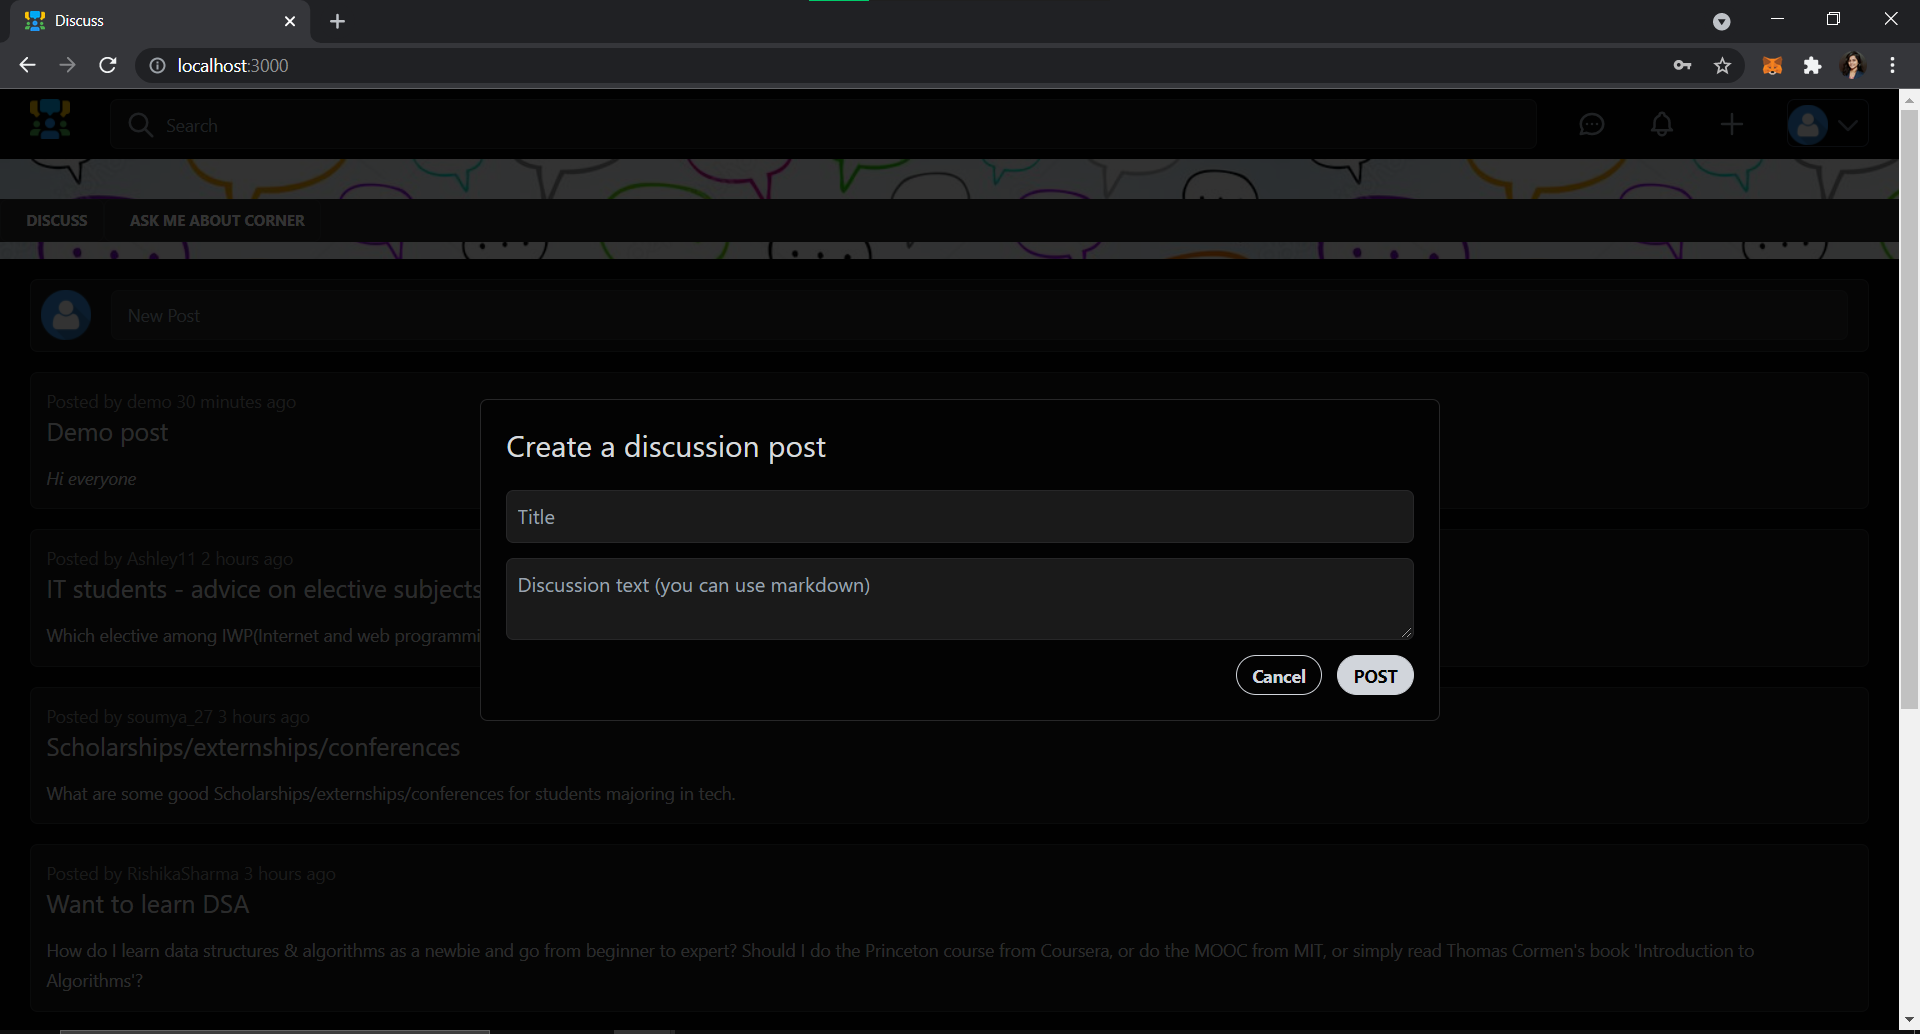 Discuss
localhost:3000
Search
DISCUSS
ASK ME ABOUT CORNER
New Post
Posted by demo 30 minutes ago
Demo post
Hi everyone
Posted by Ashley11 2 hours ago
IT students - advice on elective subjects
Which elective among IWP(Internet and web programmi
Create a discussion post
Title
Discussion text (you can use markdown)
Cancel
POST
Posted by soumya_27 3 hours ago
Scholarships/externships/conferences
What are some good Scholarships/externships/conferences for students majoring in tech.
Posted by RishikaSharma 3 hours ago
Want to learn DSA
How do I learn data structures & algorithms as a newbie and go from beginner to expert? Should I do the Princeton course from Coursera, or do the MOOC from MIT, or simply read Thomas Cormen's book 'Introduction to
Algorithms'?